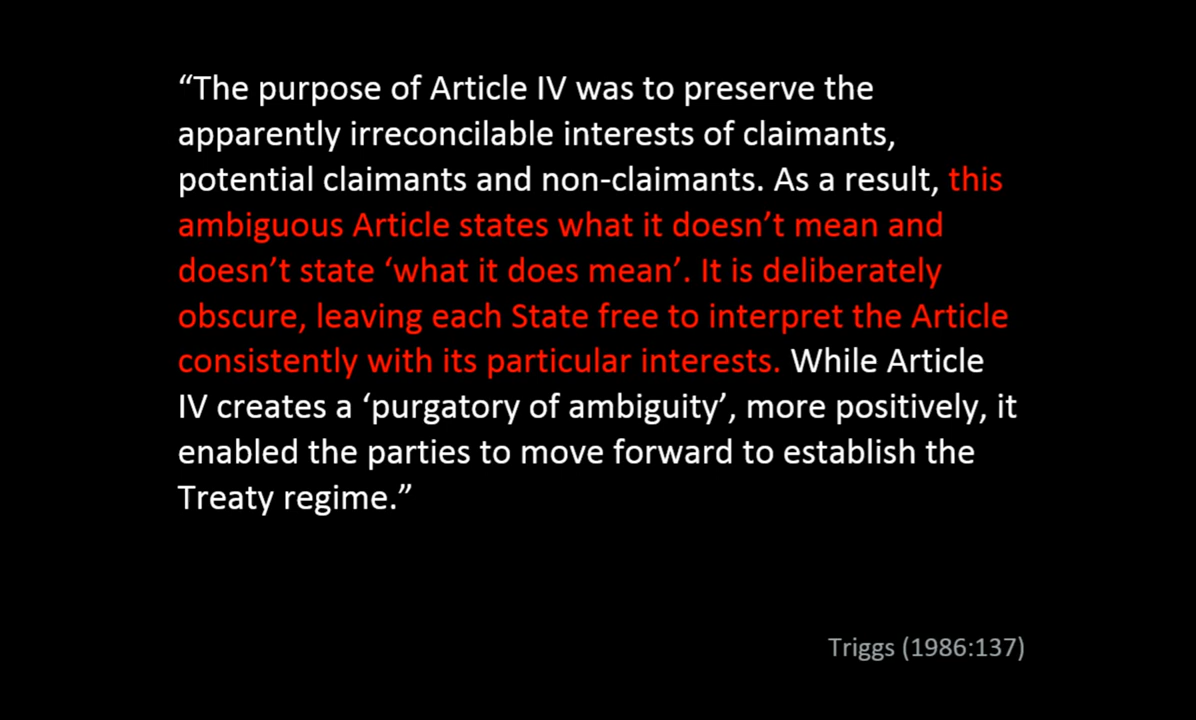 “The purpose of Article IV was to preserve the
apparently irreconcilable interests of claimants,
potential claimants and non-claimants. As a result, this
ambiguous Article states what it doesn’t mean and
doesn’t state ‘what it does mean’. It is deliberately
obscure, leaving each State free to interpret the Article
consistently with its particular interests. While Article
IV creates a ‘purgatory of ambiguity’, more positively, it
enabled the parties to move forward to establish the
Treaty regime.”
Triggs (1986:137)